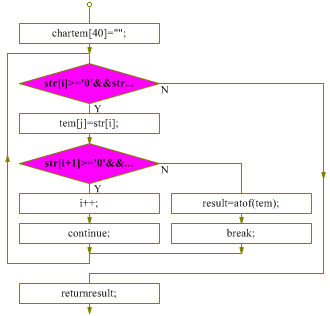 chartem[40]="";
str[i]>='0'&&str...
N
Y
tem[j]=str[i];
str[i+1]>='0'&&...
N
Y
i++;
result=atof(tem);
continue;
break;
returnresult;